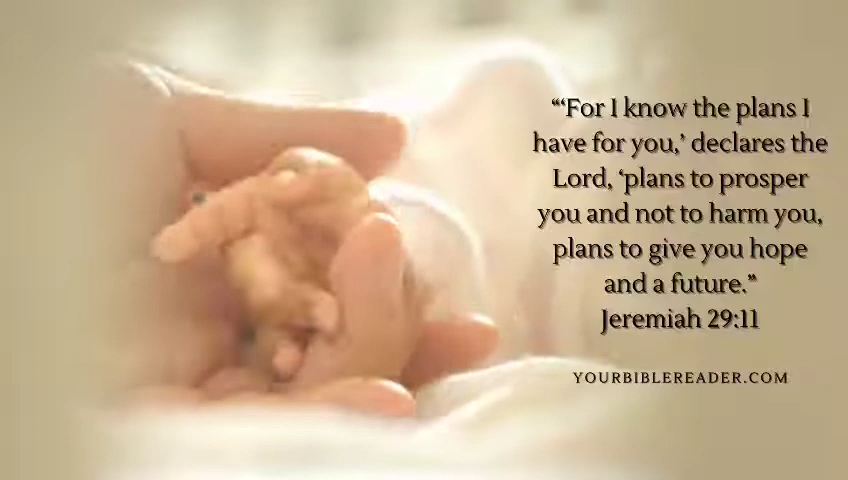 “‘For I know the plans I
have for you,’ declares the
Lord, ‘plans to prosper
you and not to harm you,
plans to give you hope
and a future.”
Jeremiah 29:11
YOURBIBLEREADER.COM